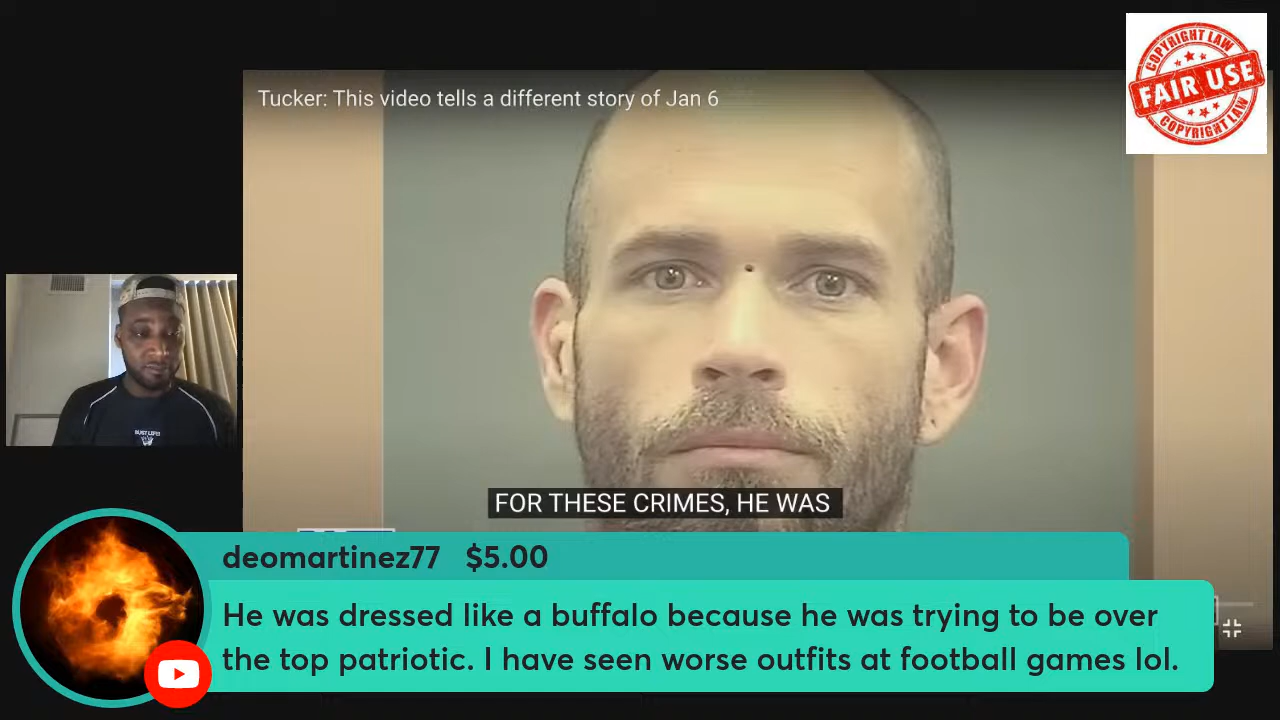 Tucker: This video tells a different story of Jan 6
COPYRIGHT LAW
FAIR USE
COPYRIGHT LAW
FOR THESE CRIMES, HE WAS
deomartinez77 $5.00
He was dressed like a buffalo because he was trying to be over
the top patriotic. I have seen worse outfits at football games lol.